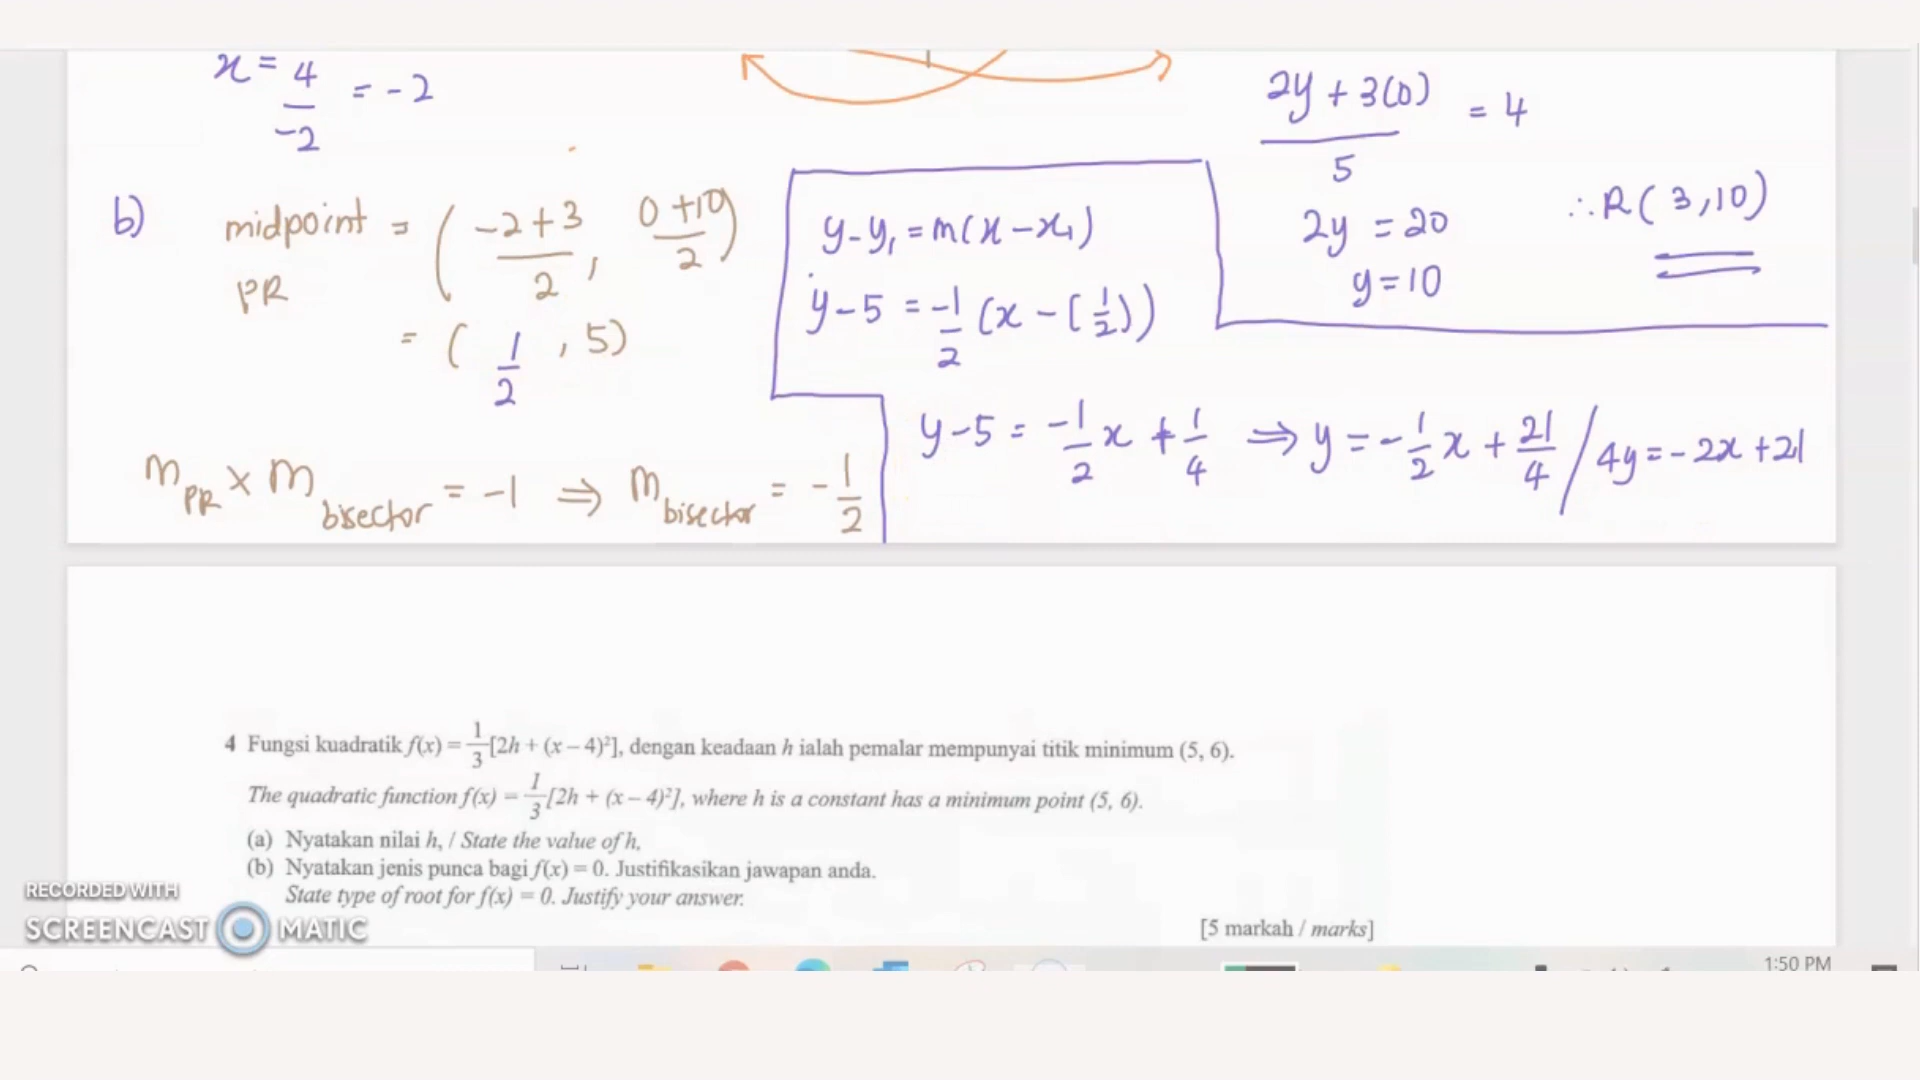 x = 4/-2 = -2
2y + 3(0)/5 = 4
2y = 20
y = 10
∴ R(3,10)
b) midpoint PR = (-2+3/2, 0+10/2)
= (1/2, 5)
m PR × m bisector = -1 ⇒ m bisector = -1/2
y - y₁ = m(x - x₁)
y - 5 = -1/2 (x - (1/2))
y - 5 = -1/2 x + 1/4 ⇒ y = -1/2 x + 21/4 / 4y = -2x + 21
4 Fungsi kuadratik f(x) = 1/3 [2h + (x – 4)²], dengan keadaan h ialah pemalar mempunyai titik minimum (5, 6).
The quadratic function f(x) = 1/3 [2h + (x – 4)²], where h is a constant has a minimum point (5, 6).
(a) Nyatakan nilai h, / State the value of h,
(b) Nyatakan jenis punca bagi f(x) = 0. Justifikasikan jawapan anda.
State type of root for f(x) = 0. Justify your answer.
[5 markah / marks]
RECORDED WITH
SCREENCAST MATIC
1:50 PM